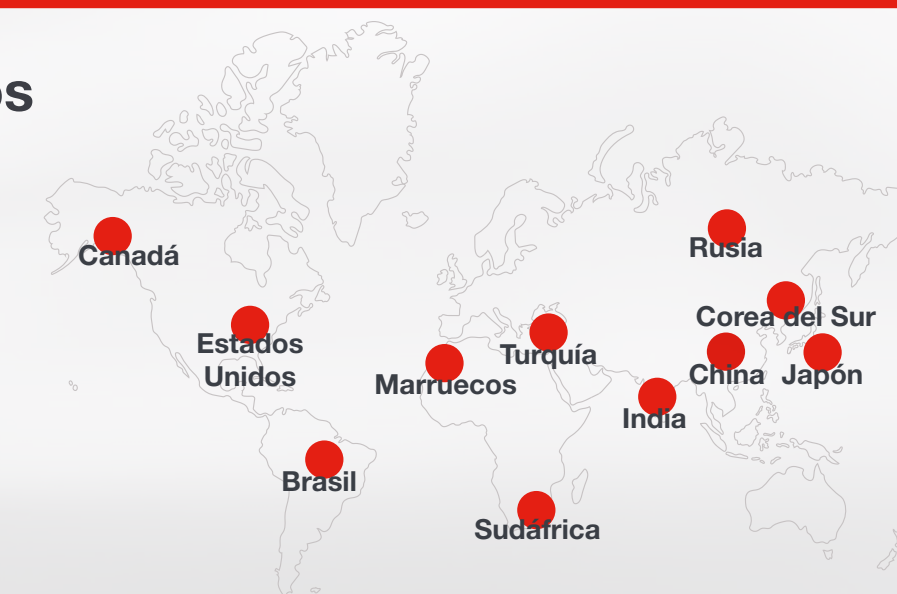 os
Canadá
Rusia
Corea del Sur
Estados
Unidos
Turquía
Marruecos
China
Japón
India
Brasil
Sudáfrica